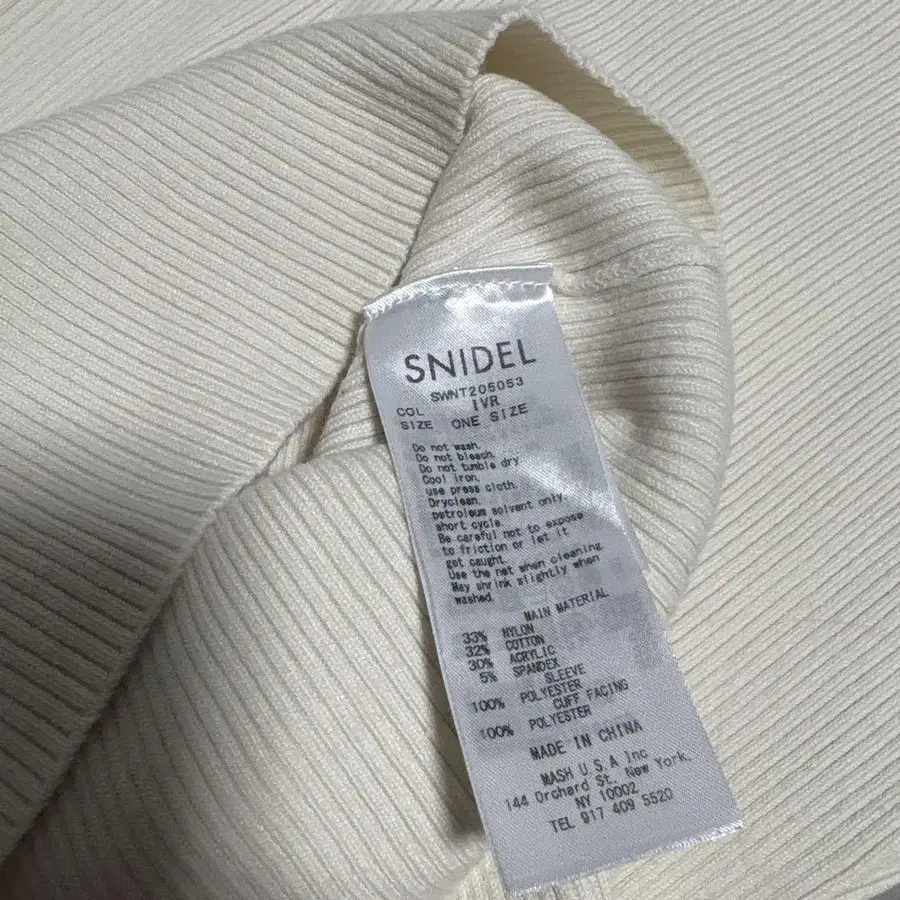 SNIDEL
SWNT205053
COL IVR
SIZE ONE SIZE
Do not wash.
Do not bleach.
Do not tumble dry
Cool iron,
use press cloth.
Dryclean,
petroleum solvent only,
short cycle.
Be careful not to expose
to friction or let it
get caught.
Use the net when cleaning
May shrink slightly when
washed.
MAIN MATERIAL
33% NYLON
32% COTTON
30% ACRYLIC
5% SPANDEX
SLEEVE
100% POLYESTER
CUFF FACING
100% POLYESTER
MADE IN CHINA
MASH U S A Inc
144 Orchard St. New York,
NY 10002
TEL 917 409 5520